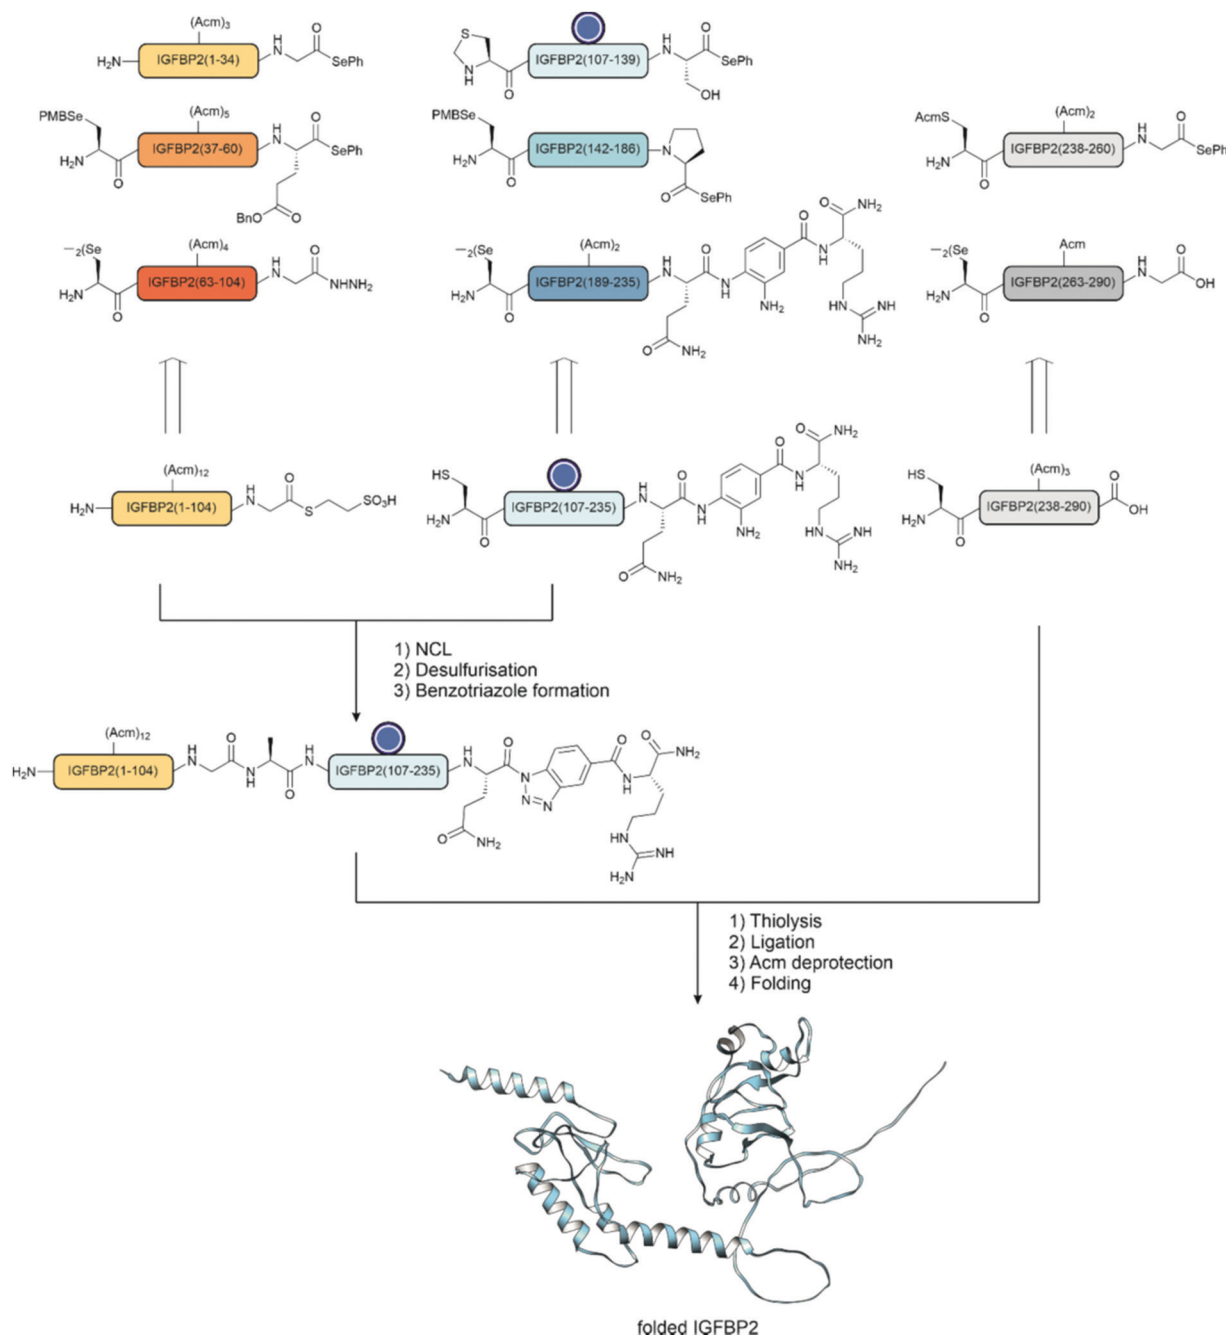 (Acm)3
H2N
IGFBP2(1-34)
H
N
O
SePh
S
N
H
O
IGFBP2(107-139)
H
N
O
SePh
OH
PMBSe
(Acm)5
H2N
O
IGFBP2(37-60)
H
N
O
SePh
BnO
O
PMBSe
H2N
O
IGFBP2(142-186)
N
O
SePh
AcmS
(Acm)2
H2N
O
IGFBP2(238-260)
H
N
O
SePh
2(Se
(Acm)4
H2N
O
IGFBP2(63-104)
H
N
O
NHNH2
2(Se
(Acm)2
H2N
O
IGFBP2(189-235)
H
N
O
N
H
NH2
O
NH2
O
N
H
O
NH2
HN
NH
NH2
2(Se
Acm
H2N
O
IGFBP2(263-290)
H
N
O
OH
(Acm)12
H2N
IGFBP2(1-104)
H
N
O
S
SO3H
HS
H2N
O
IGFBP2(107-235)
H
N
O
N
H
NH2
O
NH2
O
N
H
O
NH2
HN
NH
NH2
HS
(Acm)3
H2N
O
IGFBP2(238-290)
O
OH
1) NCL
2) Desulfurisation
3) Benzotriazole formation
(Acm)12
H2N
IGFBP2(1-104)
H
N
O
N
H
O
H
N
IGFBP2(107-235)
H
N
O
N
N
N
O
NH2
O
N
H
O
NH2
HN
NH
H2N
1) Thiolysis
2) Ligation
3) Acm deprotection
4) Folding
folded IGFBP2